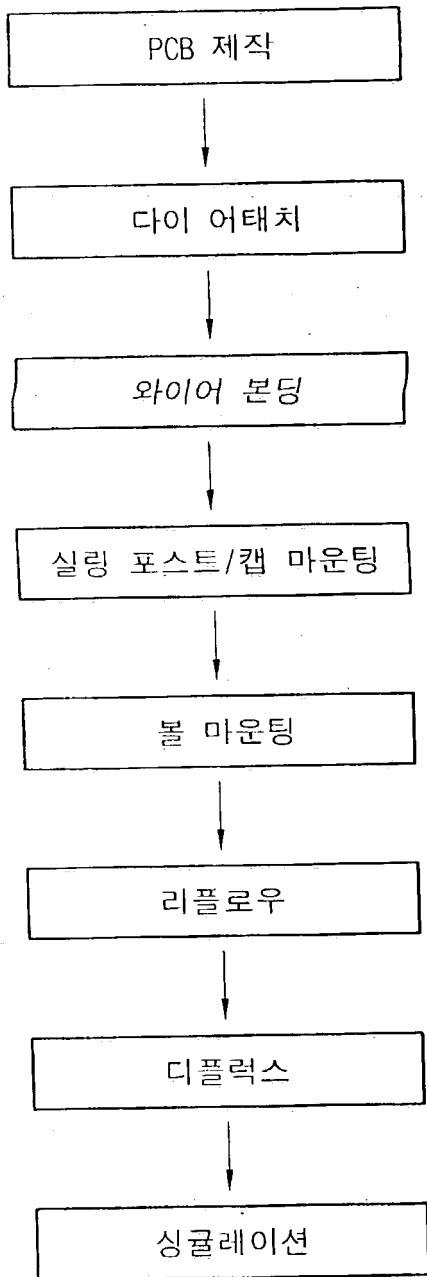 PCB 제작
다이 어태치
와이어 본딩
실링 포스트/캡 마운팅
볼 마운팅
리플로우
디플럭스
싱귤레이션